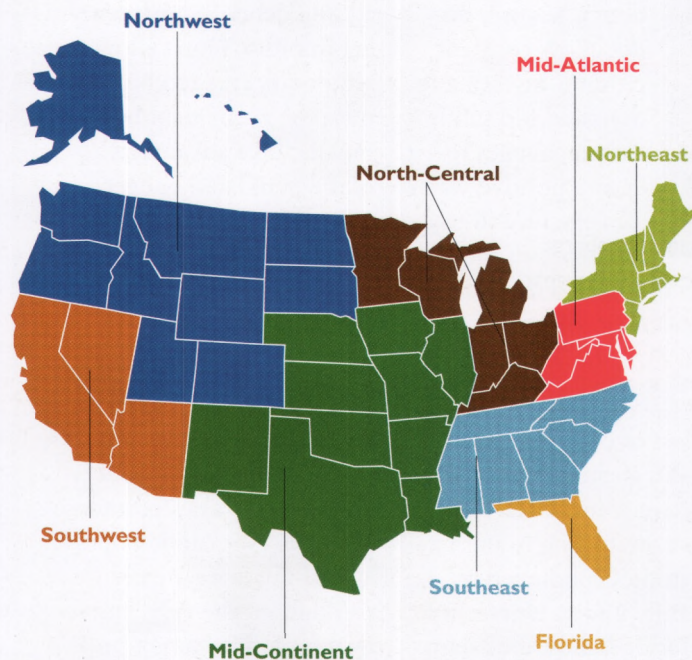 Northwest
Mid-Atlantic
Northeast
North-Central
Southwest
Southeast
Florida
Mid-Continent